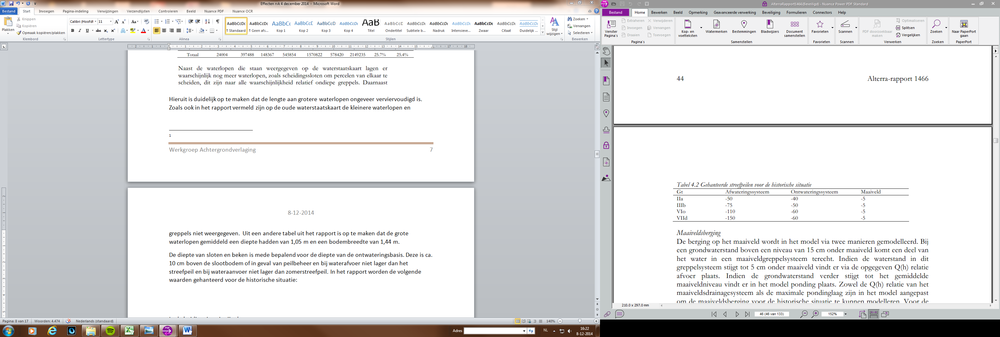 Effecten rvk 4 december 2014 - Microsoft Word
Bestand Start Invoegen Pagina-indeling Verwijzingen Verzendlijsten Controleren Beeld Nuance PDF Nuance OCR
Plakken
Knippen
Kopiëren
Opmaak kopiëren/plakken
Klembord
Calibri (Hoofdt 11
Lettertype
Alinea
AaBbCcDc AaBbCcDc AaBbCc AaBbCcD AaBbCcD AaBbCcDc AaB AaBbCcD AaBbCcDc AaBbCcDc AaBbCcDc AaBbCcDc AaBbCcDc AaBbCcDc
¶ Standaard ¶ Geen afs... Kop 1 Kop 2 Kop 3 Kop 4 Titel Ondertitel Subtiele b... Nadruk Intensieve... Zwaar Citaat Duidelijk ...
Stijlen
Stijl wijzigen
Zoeken
Vervangen
Selecteren
Bewerken
Totaal 24004 397488 148367 545854 1570822 578420 2149235 25.7% 25.4%
Naast de waterlopen die staan weergegeven op de waterstaatskaart lagen er
waarschijnlijk nog meer waterlopen, zoals scheidingssloten om percelen van elkaar te
scheiden, dit zijn naar alle waarschijnlijkheid relatief ondiepe greppels. Daarnaast
Hieruit is duidelijk op te maken dat de lengte aan grotere waterlopen ongeveer verviervoudigd is.
Zoals ook in het rapport vermeld zijn op de oude waterstaatskaart de kleinere waterlopen en
1
Werkgroep Achtergrondverlaging 7
8-12-2014
greppels niet weergegeven. Uit een andere tabel uit het rapport is op te maken dat de grote
waterlopen gemiddeld een diepte hadden van 1,05 m en een bodembreedte van 1,44 m.
De diepte van sloten en beken is mede bepalend voor de diepte van de ontwateringsbasis. Deze is ca.
10 cm boven de slootbodem of in geval van peilbeheer en bij waterafvoer niet lager dan het
streefpeil en bij wateraanvoer niet lager dan zomerstreefpeil. In het rapport worden de volgende
waarden gehanteerd voor de historische situatie:
Pagina: 8 van 17 Woorden: 4.474 Nederlands (standaard) 140%
Adres NL 16:22
8-12-2014
AlterraRapport1466(Beveiligd) - Nuance Power PDF Standard
Bestand Home Bewerken Beeld Opmerking Geavanceerde verwerking Beveiliging Formulieren Connectors Help
Venster Pagina's
Extraheren Verwijderen
Invoegen Vervangen
Draaien Toevoegen
Pagina's
Kop- en voetteksten Watermerken Bestemmingen Bladwijzers Document samenstellen
Samenstellen
Favorieten
Favorieten
Scannen
Scannen
PDF doorzoekbaar maken
Optimaliseren
Splitsen
Vergelijken
Verwerken
Zoeken
Zoeken
Naar PaperPort gaan
PaperPort
44 Alterra-rapport 1466
Tabel 4.2 Gehanteerde streefpeilen voor de historische situatie
Gt Afwateringssysteem Ontwateringssysteem Maaiveld
IIa -50 -40 -5
IIIb -75 -50 -5
VIo -110 -60 -5
VIId -150 -60 -5
Maaiveldsberging
De berging op het maaiveld wordt in het model via twee manieren gemodelleerd. Bij
een grondwaterstand boven een niveau van 15 cm onder maaiveld komt een deel van
het water in een maaiveldgreppelsysteem terecht. Indien de waterstand in dit
greppelsysteem stijgt tot 5 cm onder maaiveld vindt er via de opgegeven Q(h) relatie
afvoer plaats. Indien de grondwaterstand verder stijgt tot het gemiddelde
maaiveldniveau vindt er in het model ponding plaats. Zowel de Q(h) relatie van het
maaiveldsdrainagesysteem als de maximale pondinglaag zijn in het model aangepast
om de maaiveldsberging voor de historische situatie te kunnen modelleren. Voor de
210.0 x 297.0 mm
46 (46 van 133) 152%